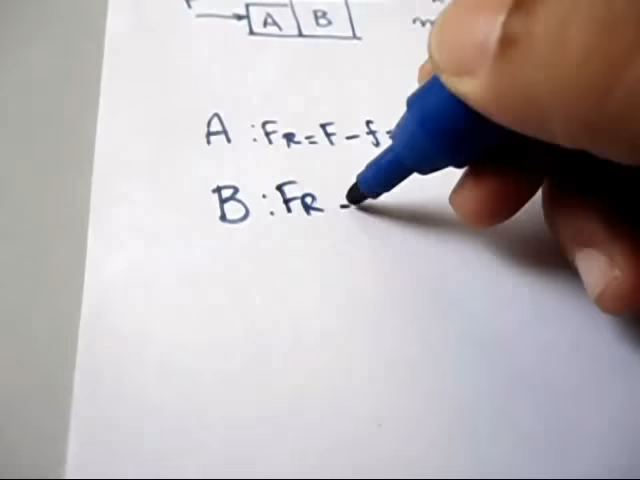 A B
A : FR = F - f =
B : FR -